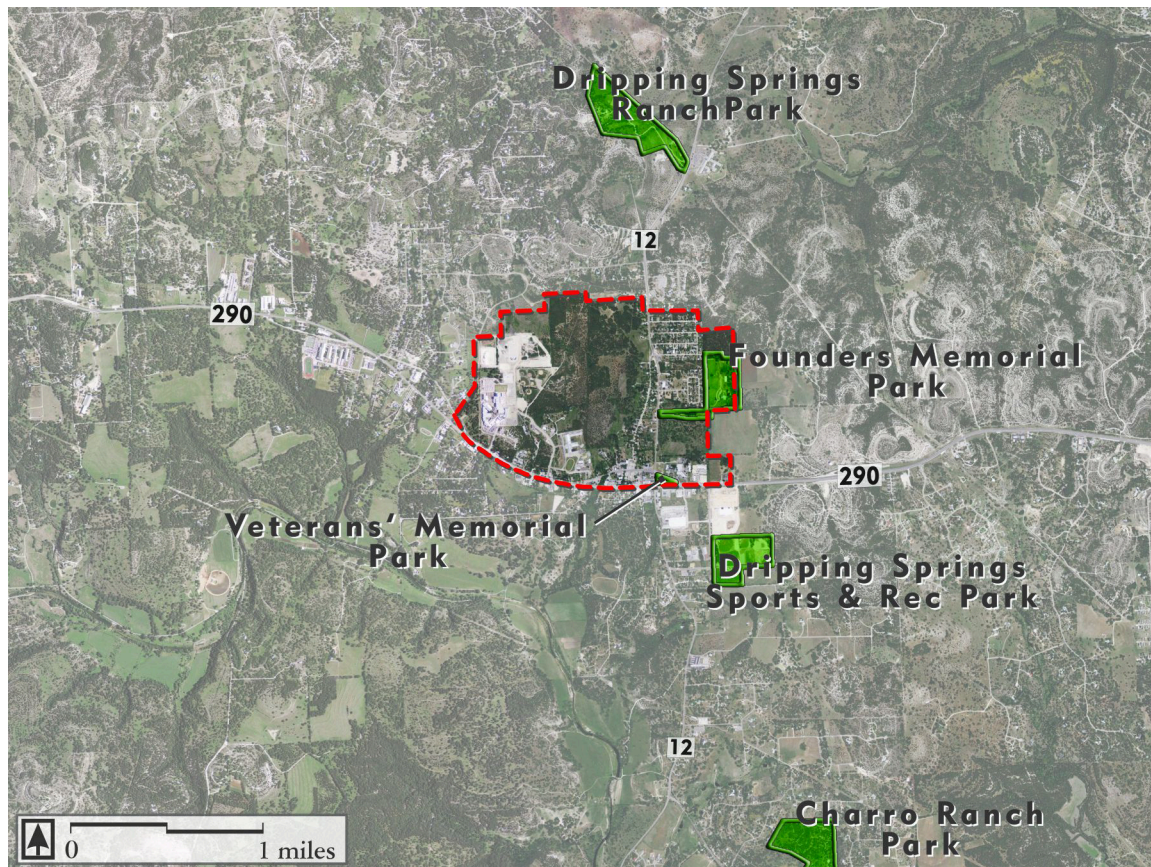 Dripping Springs
RanchPark
12
290
Founders Memorial
Park
290
Veterans' Memorial
Park
Dripping Springs
Sports & Rec Park
12
Charro Ranch
Park
0 1 miles